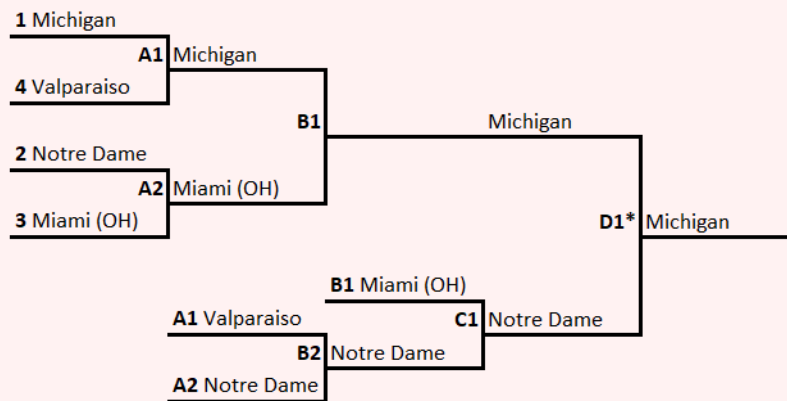 1 Michigan
A1 Michigan
4 Valparaiso
B1 Michigan
2 Notre Dame
A2 Miami (OH)
3 Miami (OH)
D1* Michigan
B1 Miami (OH)
A1 Valparaiso
C1 Notre Dame
B2 Notre Dame
A2 Notre Dame